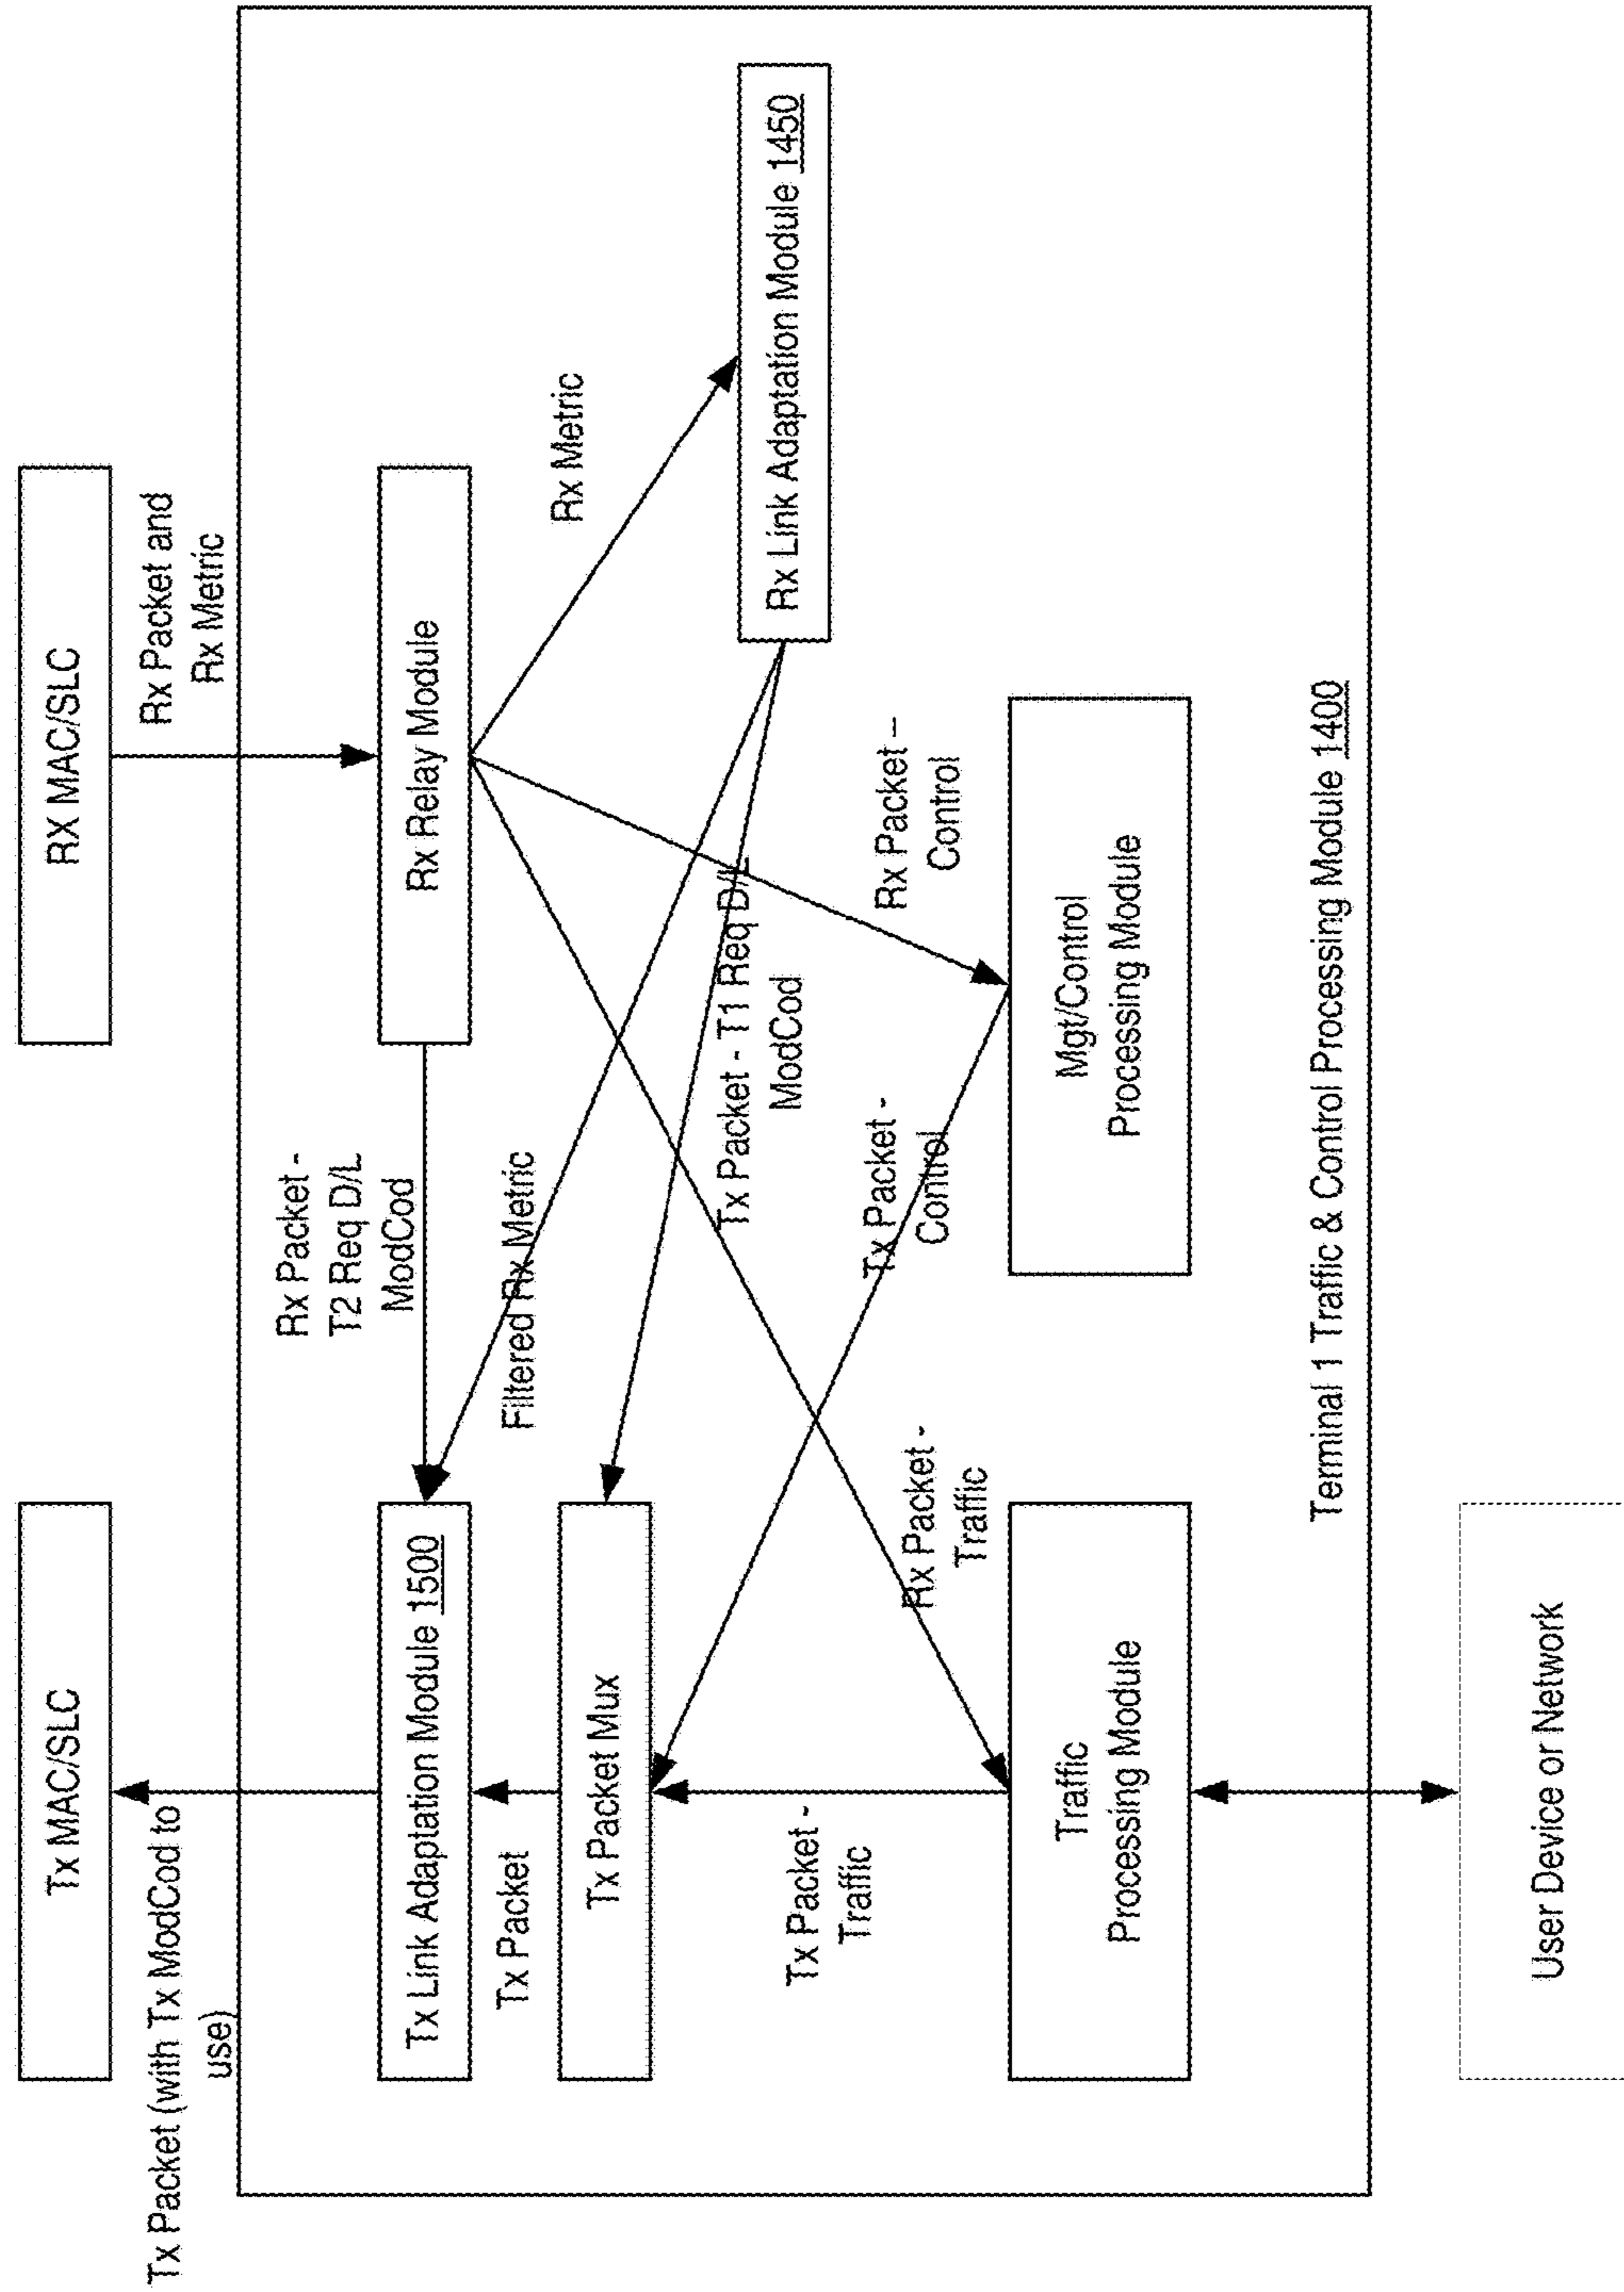 Tx MAC/SLC
RX MAC/SLC
Tx Packet (with Tx ModCod to
use)
Rx Packet and
Rx Metric
Rx Packet -
T2 Req D/L
ModCod
Tx Link Adaptation Module 1500
Rx Relay Module
Tx Packet
Filtered Rx Metric
Rx Metric
Tx Packet Mux
Tx Packet - T1 Req D/L
ModCod
Rx Link Adaptation Module 1450
Tx Packet -
Traffic
Tx Packet -
Control
Rx Packet –
Control
Rx Packet -
Traffic
Traffic
Processing Module
Mgt/Control
Processing Module
Terminal 1 Traffic & Control Processing Module 1400
User Device or Network